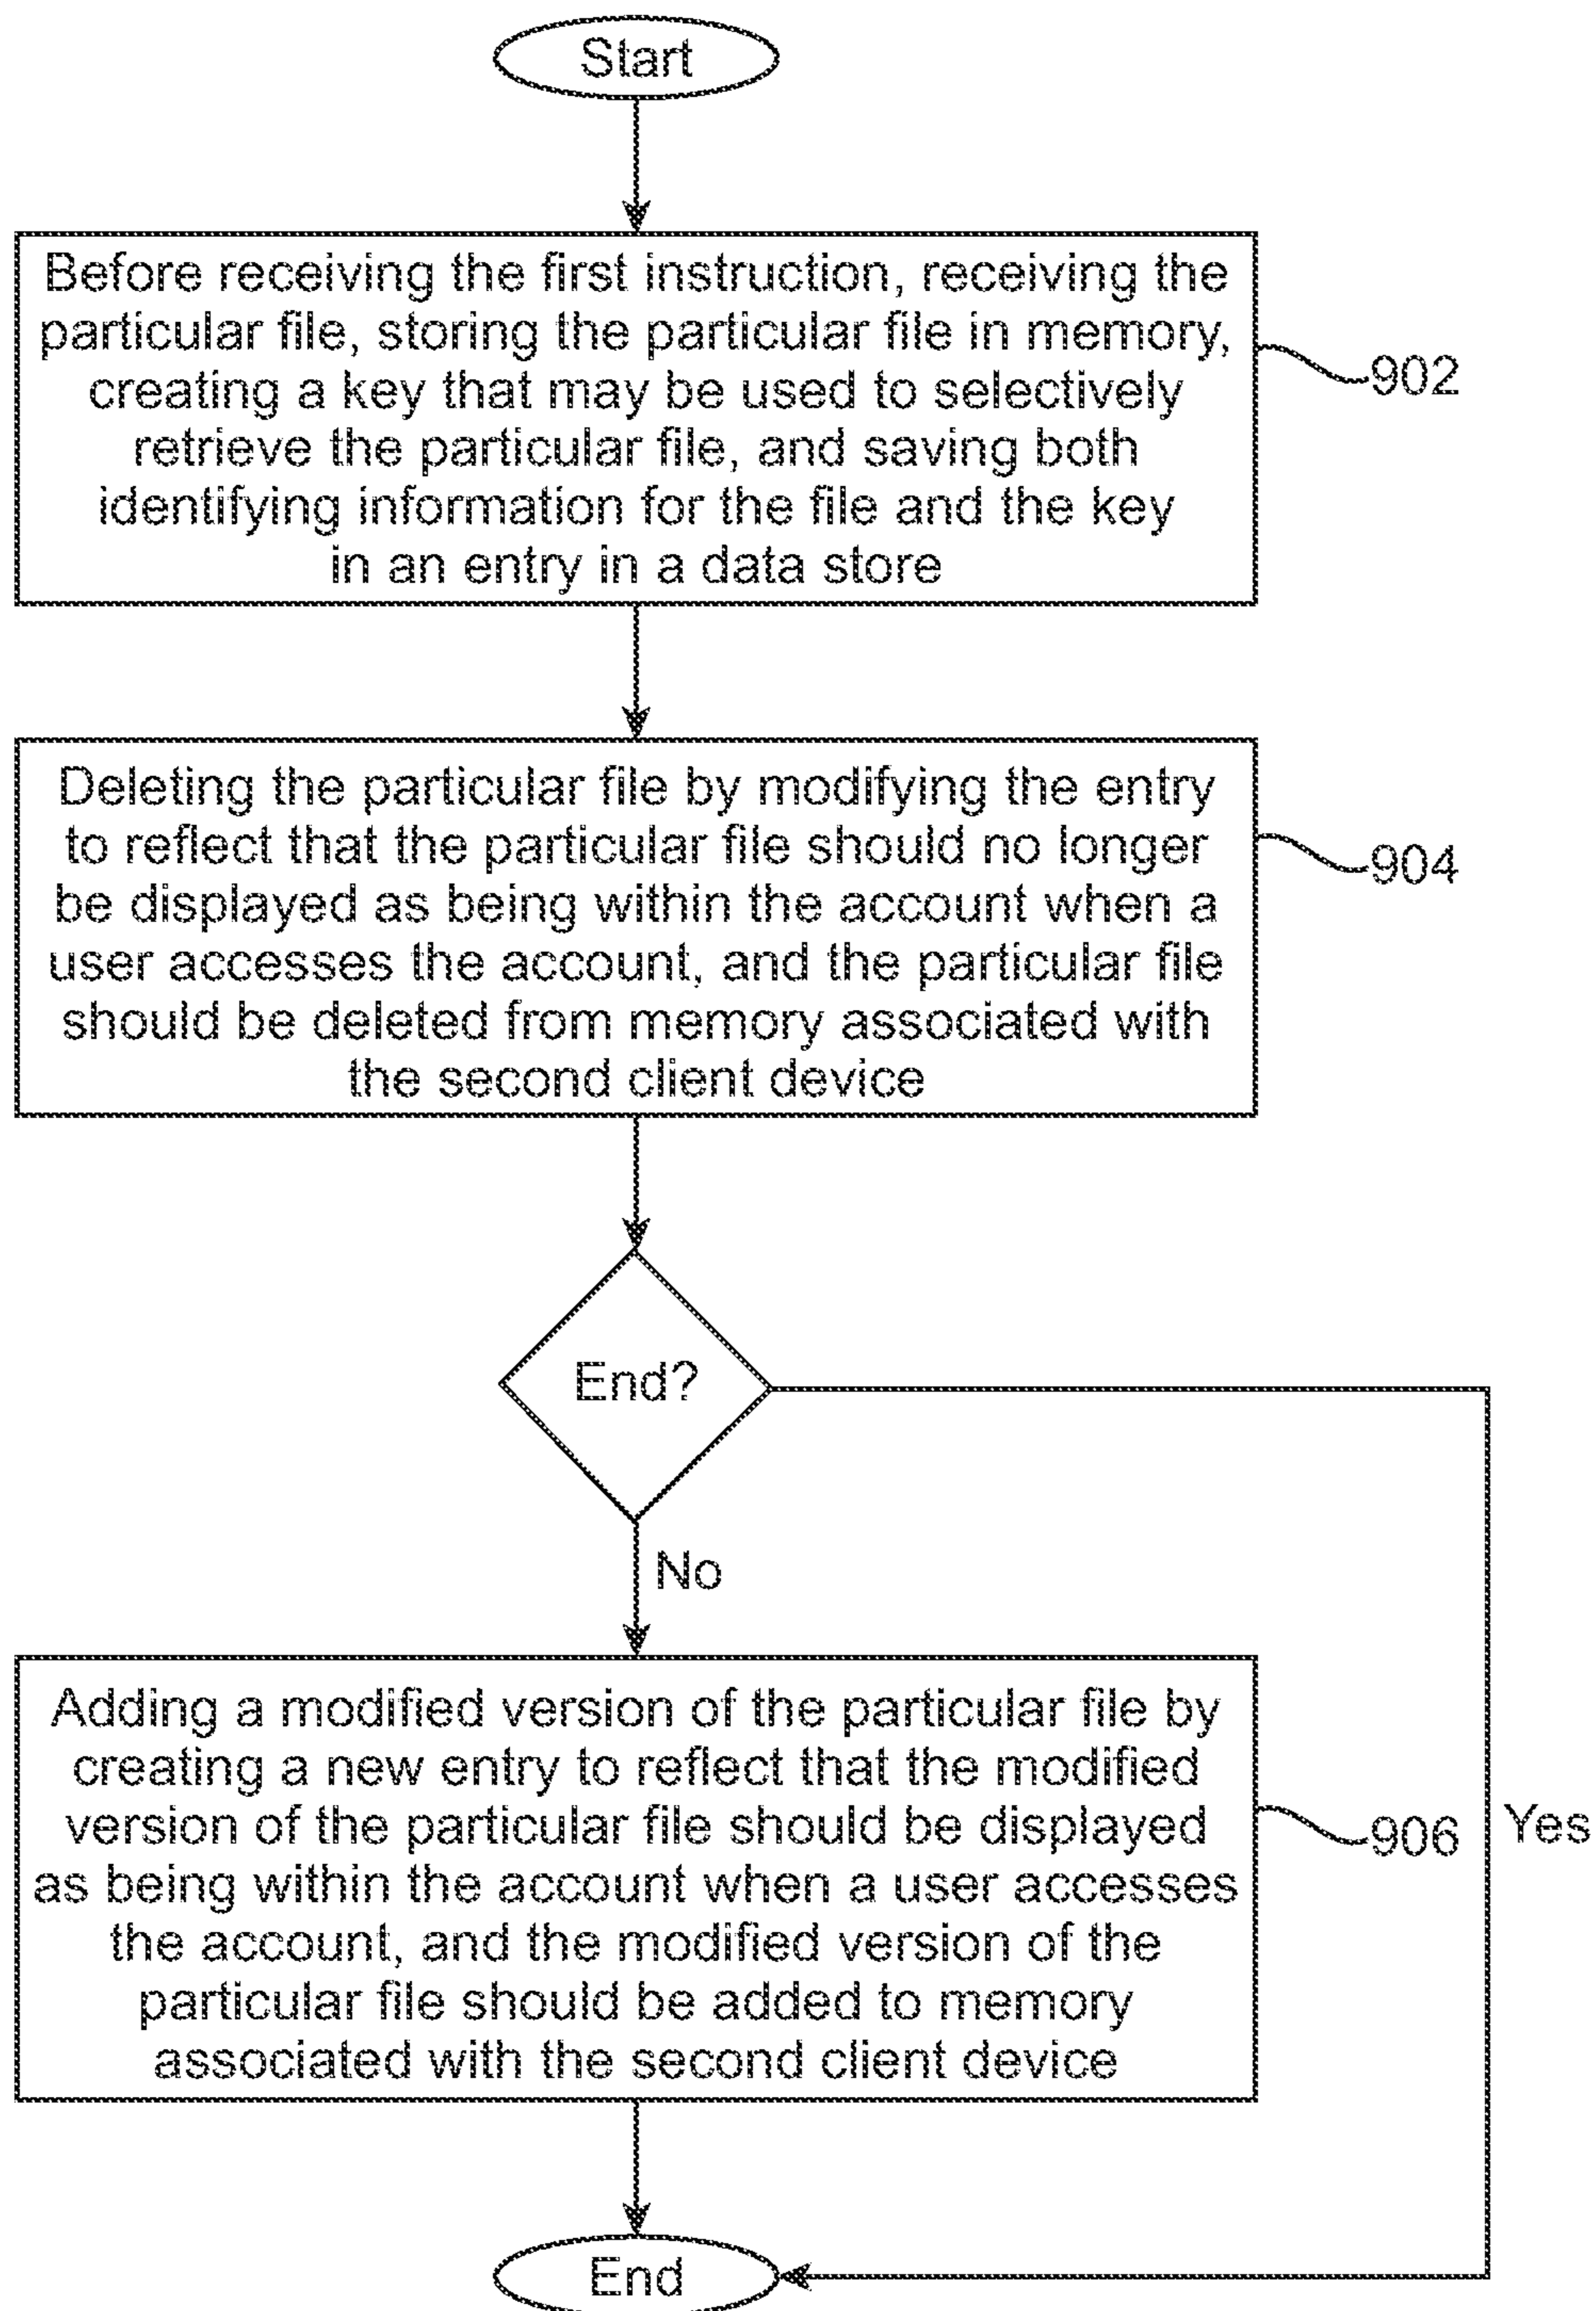 Start
Before receiving the first instruction, receiving the
particular file, storing the particular file in memory,
creating a key that may be used to selectively
retrieve the particular file, and saving both
identifying information for the file and the key
in an entry in a data store
902
Deleting the particular file by modifying the entry
to reflect that the particular file should no longer
be displayed as being within the account when a
user accesses the account, and the particular file
should be deleted from memory associated with
the second client device
904
End?
No
Adding a modified version of the particular file by
creating a new entry to reflect that the modified
version of the particular file should be displayed
as being within the account when a user accesses
the account, and the modified version of the
particular file should be added to memory
associated with the second client device
906
Yes
End